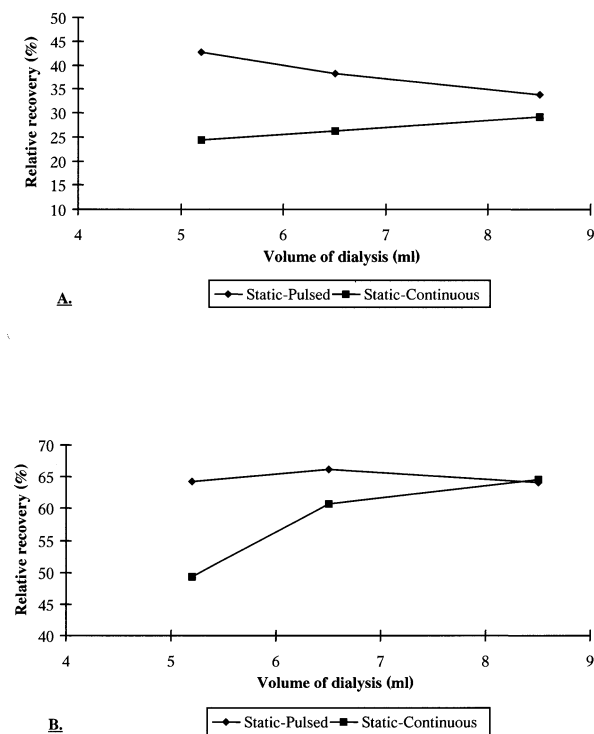 50
45
40
35
30
25
20
15
10
Relative recovery (%)
4 5 6 7 8 9
Volume of dialysis (ml)
A.
Static-Pulsed Static-Continuous
70
65
60
55
50
45
40
Relative recovery (%)
4 5 6 7 8 9
Volume of dialysis (ml)
B.
Static-Pulsed Static-Continuous